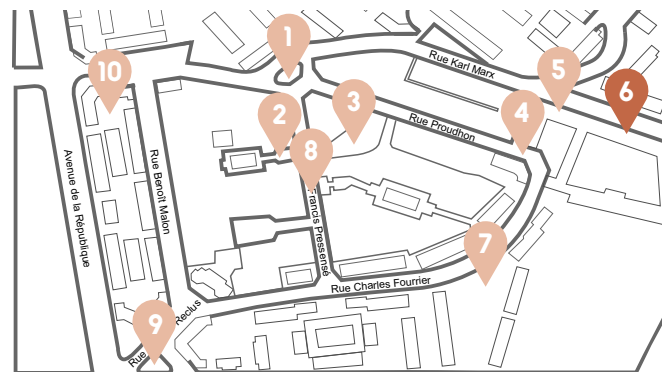 1
Rue Karl Marx
5
6
10
2
3
4
Rue Proudhon
8
Avenue de la République
Rue Benoît Malon
Francis Pressensé
7
Rue Charles Fourrier
9
Rue
Reclus